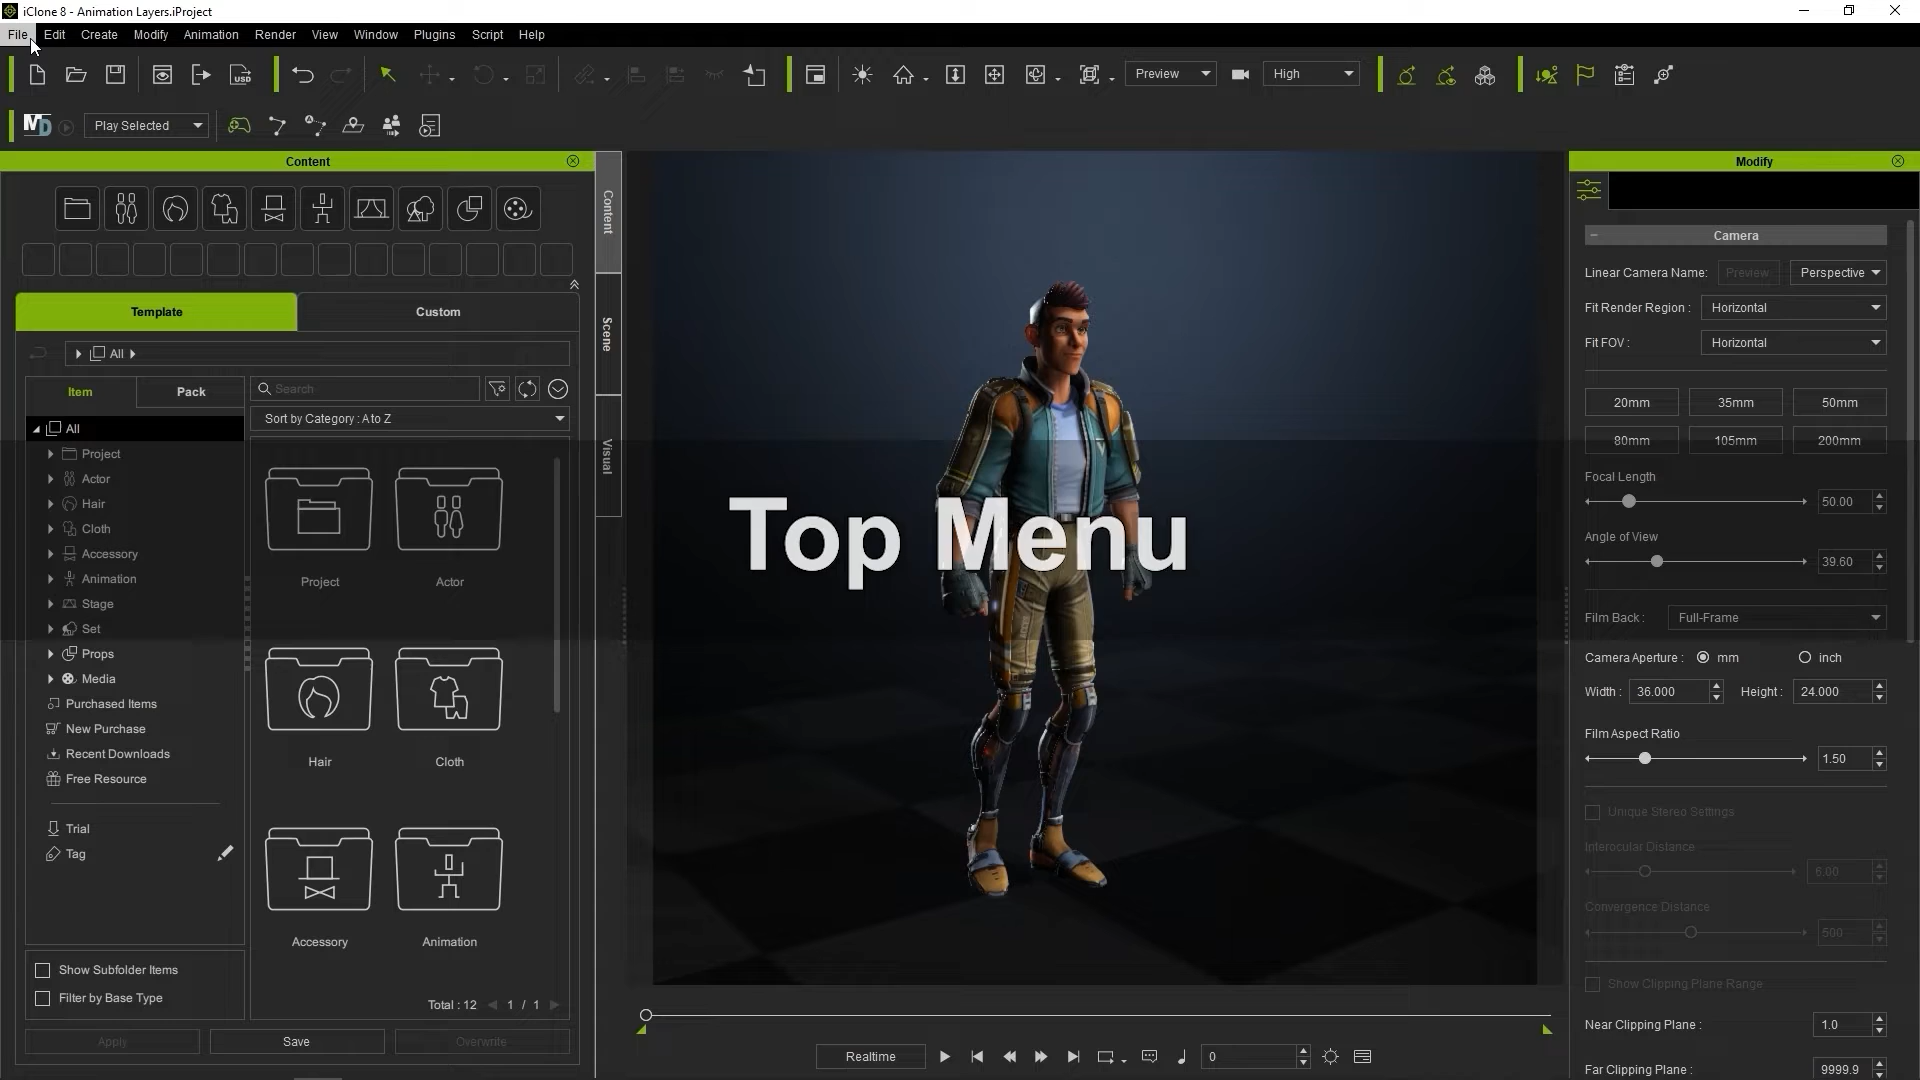 iClone 8 - Animation Layers.iProject
File Edit Create Modify Animation Render View Window Plugins Script Help
USD Preview High
MD Play Selected
Content
Modify
Content
Scene
Visual
Template Custom
All
Item Pack
Search
Sort by Category : A to Z
All
Project
Actor
Hair
Cloth
Accessory
Animation
Stage
Set
Props
Media
Purchased Items
New Purchase
Recent Downloads
Free Resource
Trial
Tag
Show Subfolder Items
Filter by Base Type
Project Actor
Hair Cloth
Accessory Animation
Total : 12 1 / 1
Apply Save Overwrite
Top Menu
Realtime 0
Camera
Linear Camera Name: Preview Perspective
Fit Render Region : Horizontal
Fit FOV : Horizontal
20mm 35mm 50mm
80mm 105mm 200mm
Focal Length
50.00
Angle of View
39.60
Film Back : Full-Frame
Camera Aperture : mm inch
Width : 36.000 Height : 24.000
Film Aspect Ratio
1.50
Unique Stereo Settings
Interocular Distance
6.00
Convergence Distance
500
Show Clipping Plane Range
Near Clipping Plane : 1.0
Far Clipping Plane : 9999.9